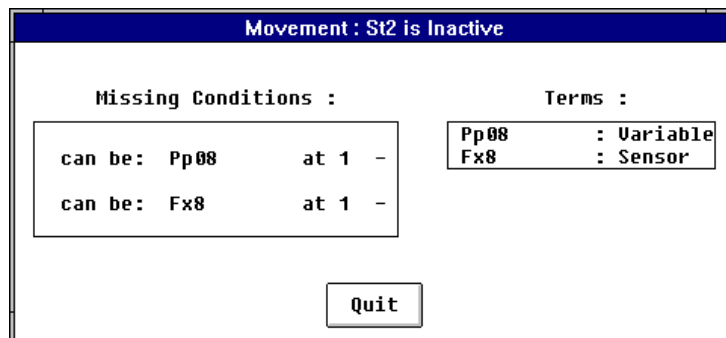 Movement : St2 is Inactive
Missing Conditions :
can be: Pp08 at 1 -
can be: Fx8 at 1 -
Terms :
Pp08 : Variable
Fx8 : Sensor
Quit